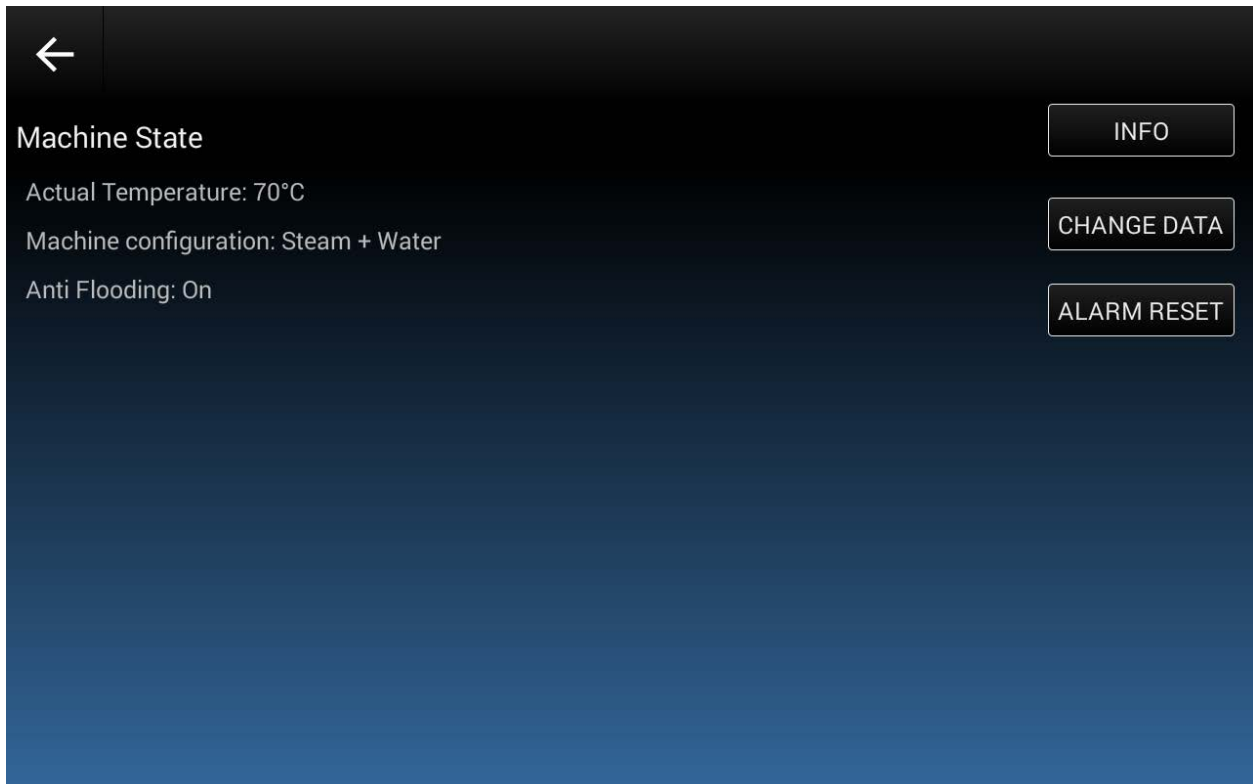 Machine State
Actual Temperature: 70°C
Machine configuration: Steam + Water
Anti Flooding: On
INFO
CHANGE DATA
ALARM RESET